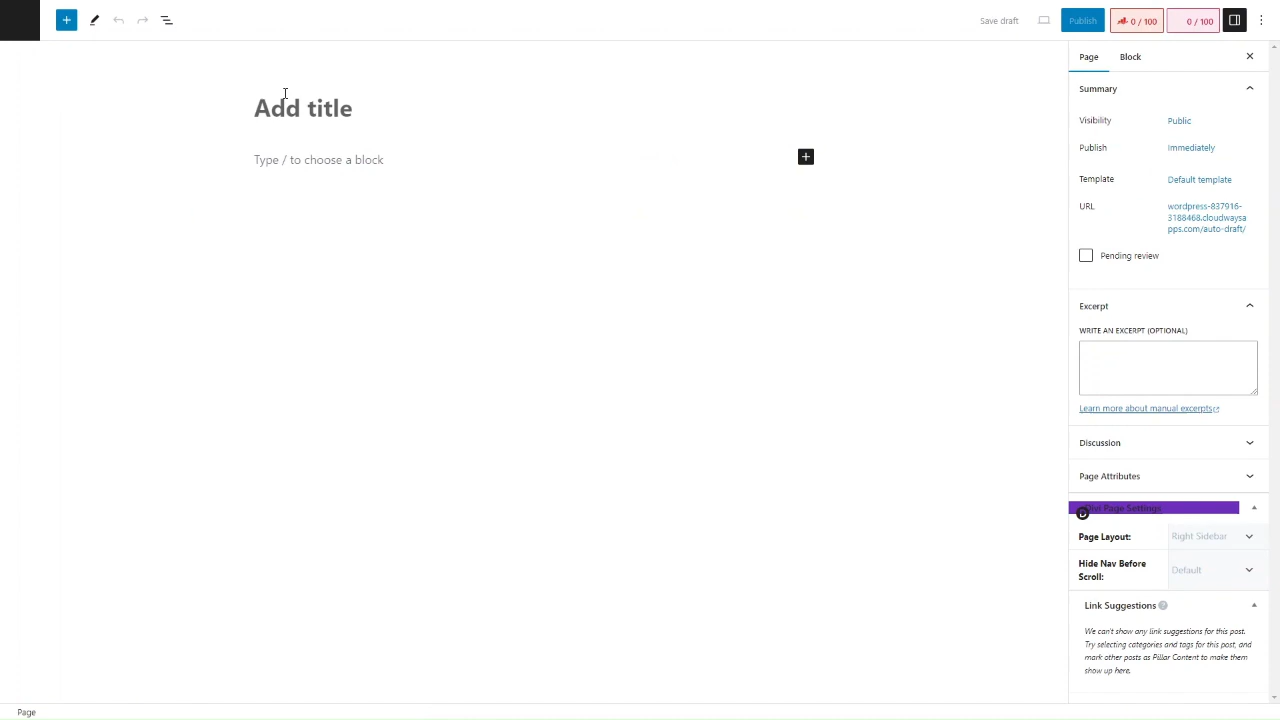 Save draft
Publish
0 / 100
0 / 100
Page
Block
Add title
Type / to choose a block
Summary
Visibility
Public
Publish
Immediately
Template
Default template
URL
wordpress-837916-
3188468.cloudwaysa
pps.com/auto-draft/
Pending review
Excerpt
WRITE AN EXCERPT (OPTIONAL)
Learn more about manual excerpts
Discussion
Page Attributes
Divi Page Settings
Page Layout:
Right Sidebar
Hide Nav Before
Scroll:
Default
Link Suggestions
We can't show any link suggestions for this post.
Try selecting categories and tags for this post, and
mark other posts as Pillar Content to make them
show up here.
Page